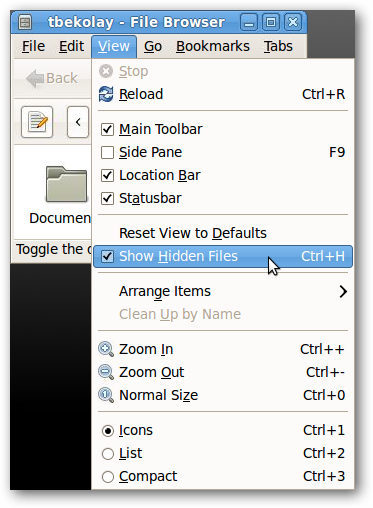 tbekolay - File Browser
File Edit View Go Bookmarks Tabs
Back
Documen
Toggle the
Stop
Reload Ctrl+R
Main Toolbar
Side Pane F9
Location Bar
Statusbar
Reset View to Defaults
Show Hidden Files Ctrl+H
Arrange Items
Clean Up by Name
Zoom In Ctrl++
Zoom Out Ctrl+-
Normal Size Ctrl+0
Icons Ctrl+1
List Ctrl+2
Compact Ctrl+3